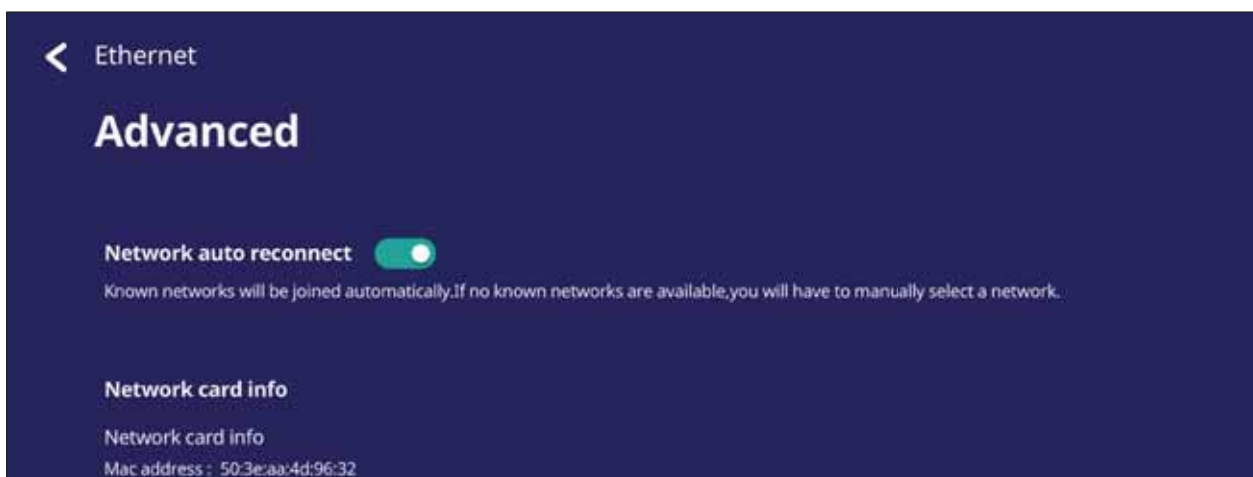 Ethernet
Advanced
Network auto reconnect
Known networks will be joined automatically.If no known networks are available,you will have to manually select a network.
Network card info
Network card info
Mac address : 50:3e:aa:4d:96:32